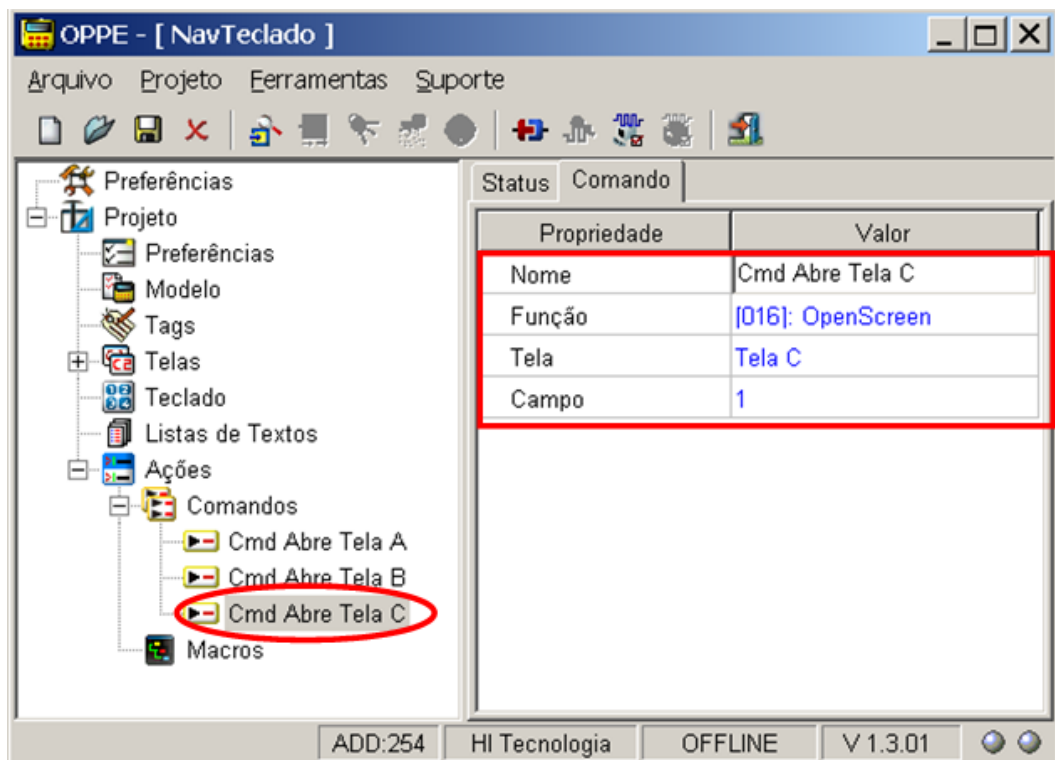 OPPE - [ NavTeclado ]
Arquivo Projeto Ferramentas Suporte
Preferências
Projeto
Preferências
Modelo
Tags
Telas
Teclado
Listas de Textos
Ações
Comandos
Cmd Abre Tela A
Cmd Abre Tela B
Cmd Abre Tela C
Macros
Status Comando
Propriedade Valor
Nome Cmd Abre Tela C
Função [016]: OpenScreen
Tela Tela C
Campo 1
ADD:254 HI Tecnologia OFFLINE V 1.3.01